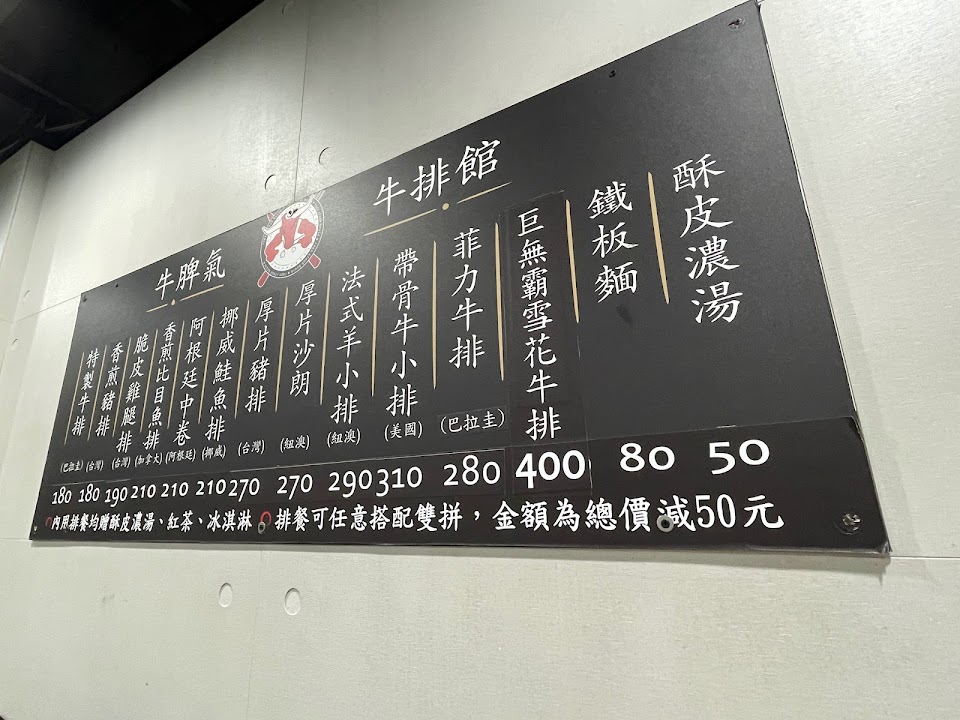 牛脾氣
牛排館
特製牛排
(巴拉圭)
180
香煎豬排
(台灣)
180
脆皮雞腿排
(台灣)
190
香煎比目魚排
(加拿大)
210
阿根廷中卷
(阿根廷)
210
挪威鮭魚排
(挪威)
210
厚片豬排
(台灣)
270
厚片沙朗
(紐澳)
270
法式羊小排
(紐澳)
290
帶骨牛小排
(美國)
310
菲力牛排
(巴拉圭)
280
巨無霸雪花牛排
400
鐵板麵
80
酥皮濃湯
50
內用排餐均贈酥皮濃湯、紅茶、冰淇淋
排餐可任意搭配雙拼，金額為總價減50元